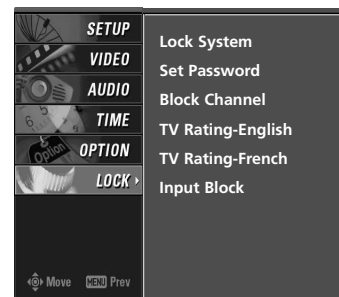 SETUP
VIDEO
AUDIO
TIME
OPTION
LOCK
Lock System
Set Password
Block Channel
TV Rating-English
TV Rating-French
Input Block
Move MENU Prev